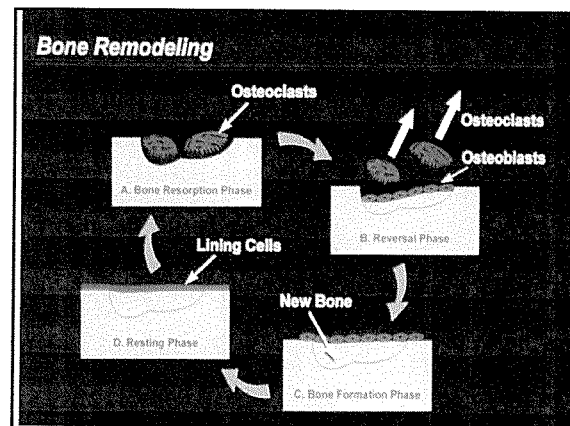 Bone Remodeling
Osteoclasts
Osteoclasts
Osteoblasts
A. Bone Resorption Phase
B. Reversal Phase
Lining Cells
New Bone
D. Resting Phase
C. Bone Formation Phase